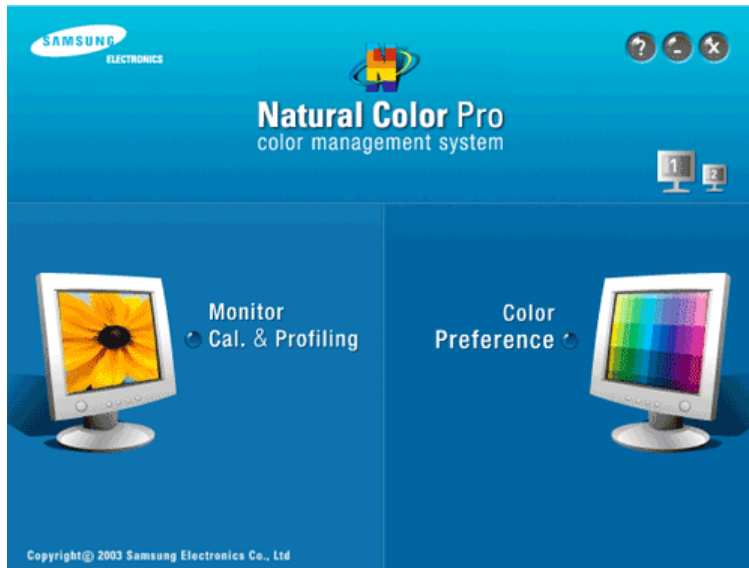 SAMSUNG
ELECTRONICS
? - x
N
Natural Color Pro
color management system
1 2
Monitor
Cal. & Profiling
Color
Preference
Copyright© 2003 Samsung Electronics Co., Ltd